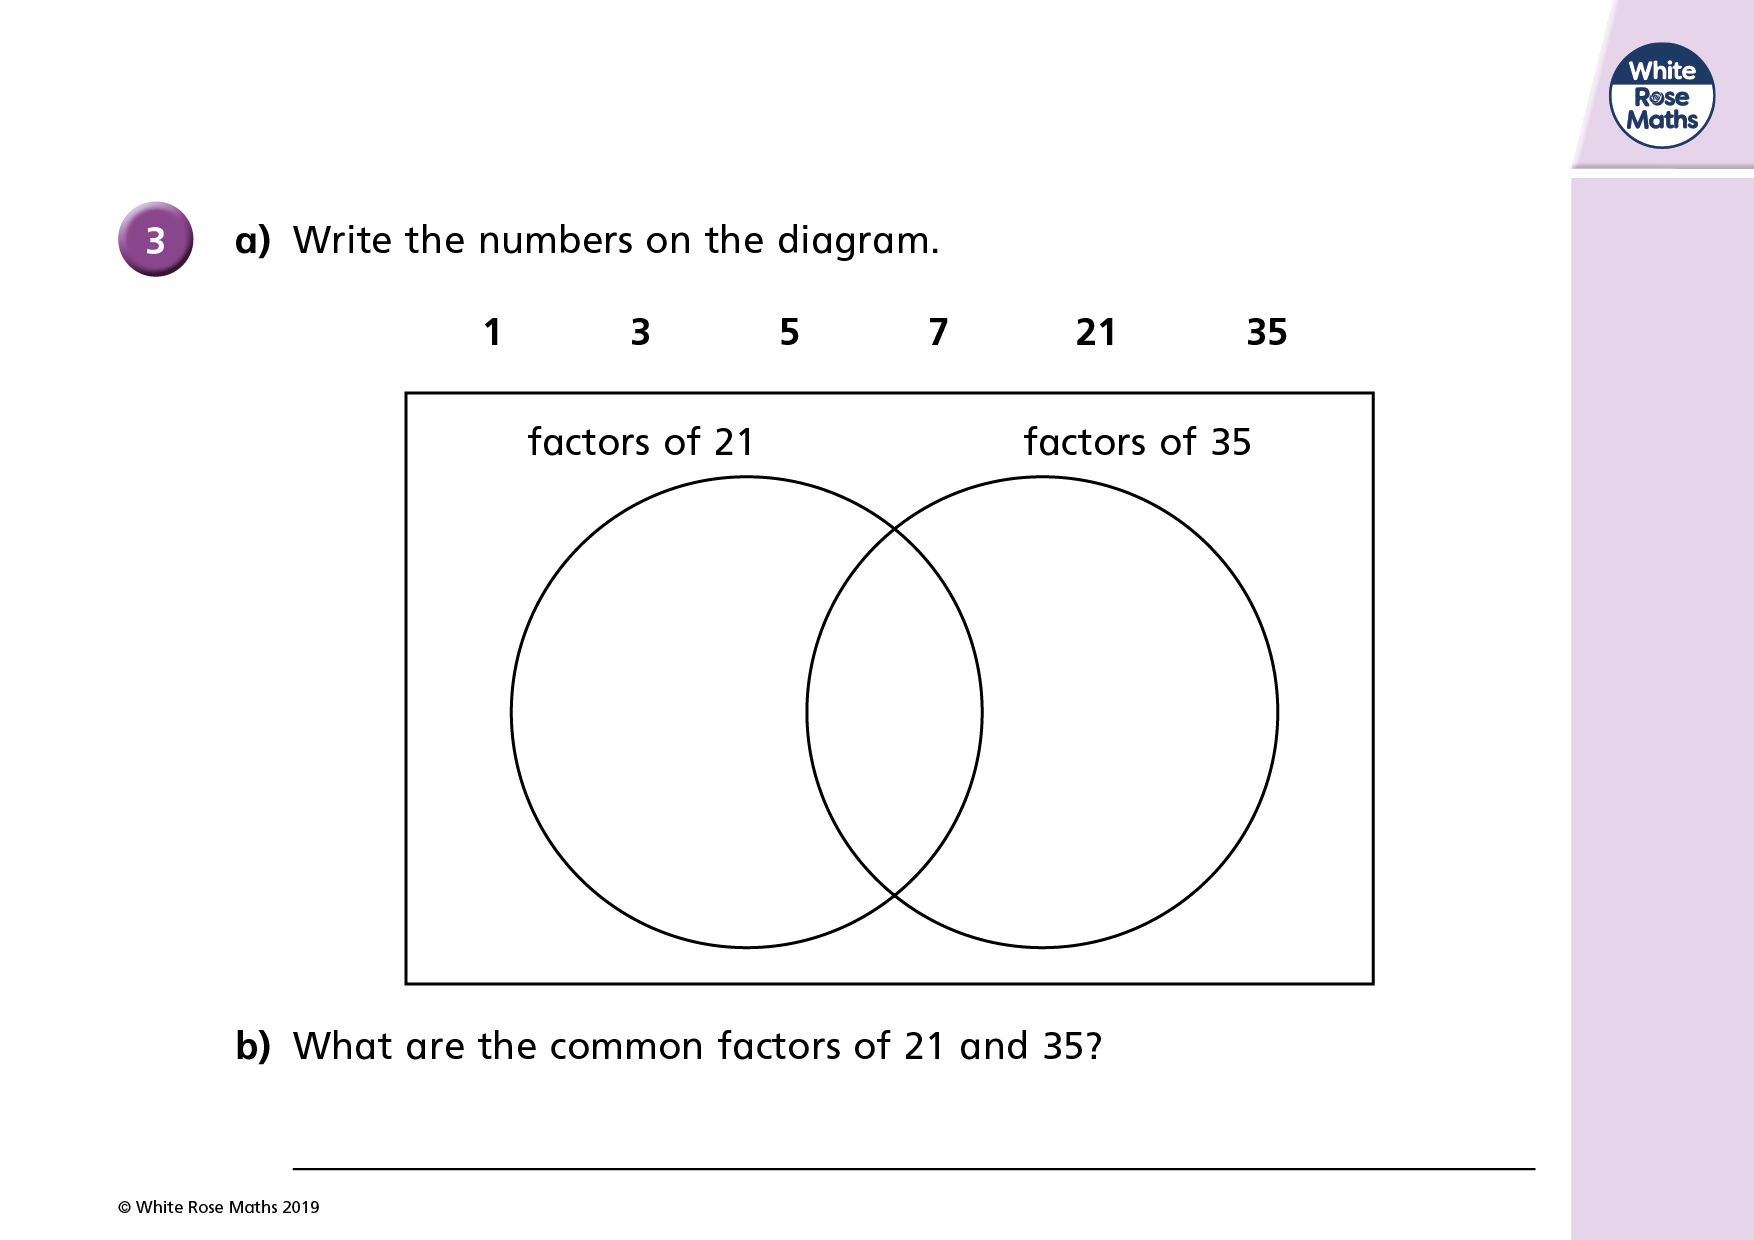 White
Rose
Maths
3 a) Write the numbers on the diagram.
1 3 5 7 21 35
factors of 21 factors of 35
b) What are the common factors of 21 and 35?
© White Rose Maths 2019